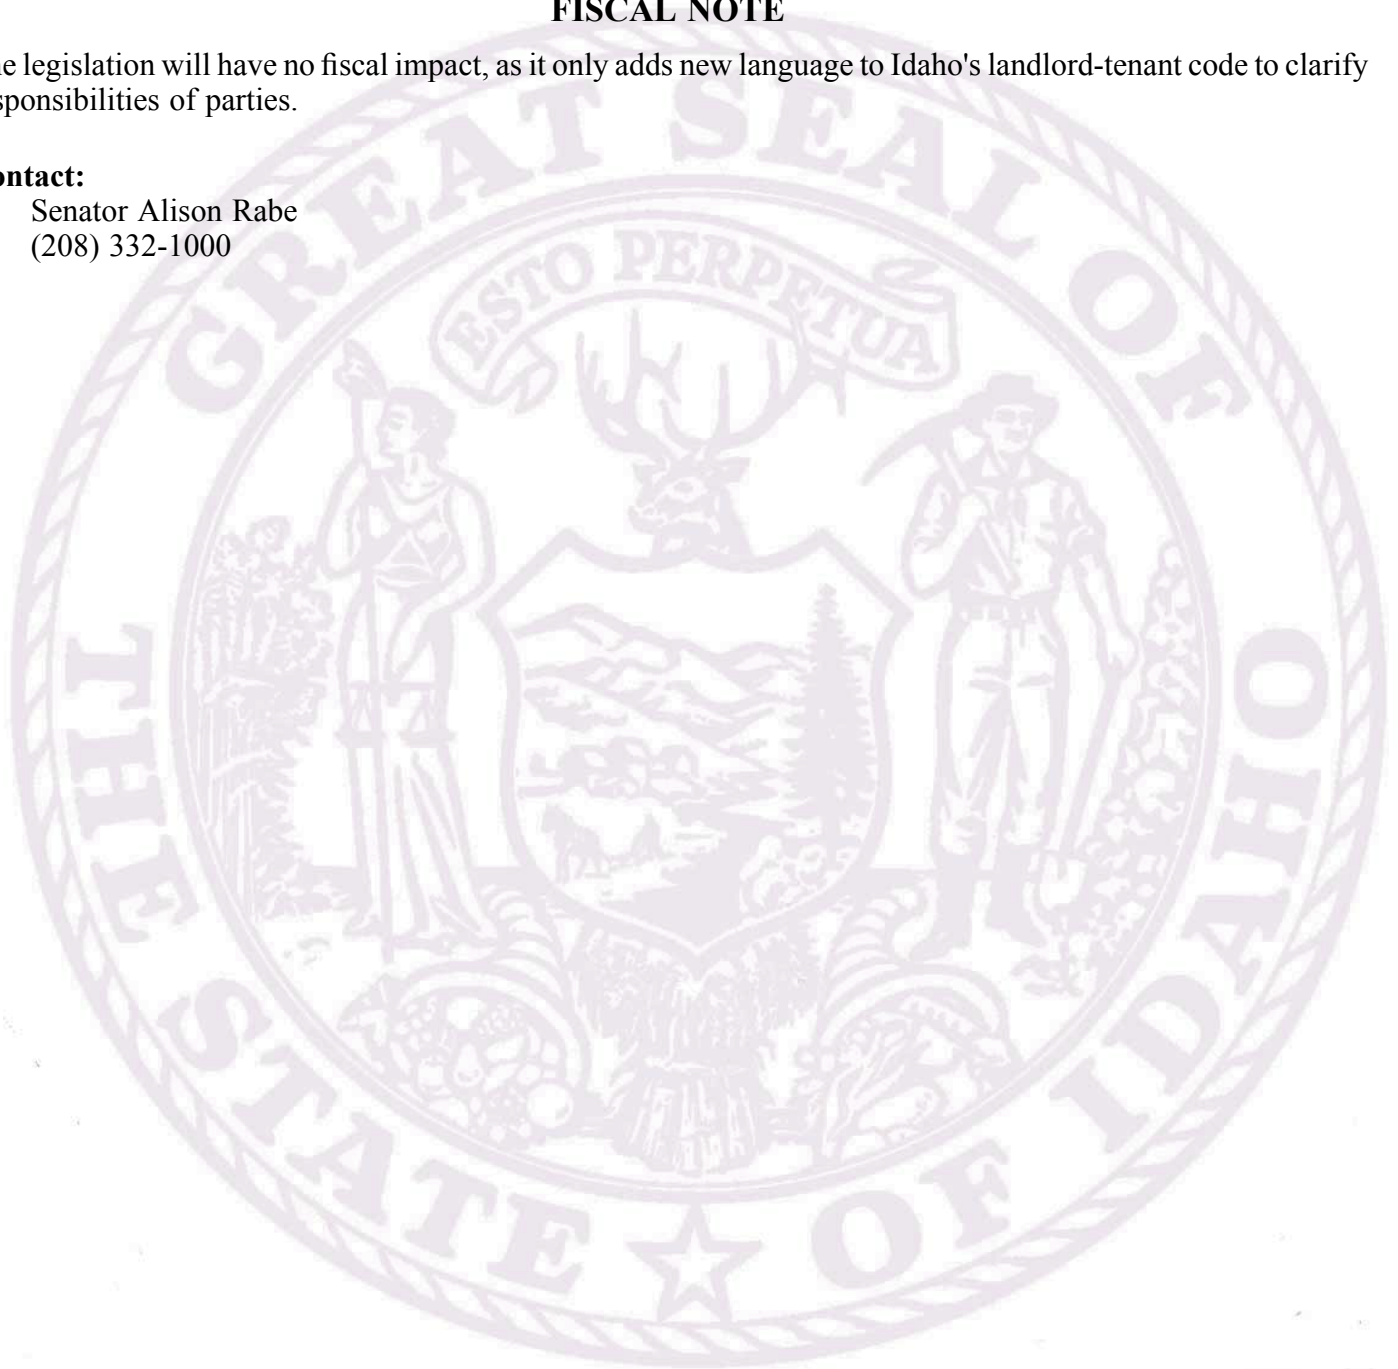 FISCAL NOTE
he legislation will have no fiscal impact, as it only adds new language to Idaho's landlord-tenant code to clarify
sponsibilities of parties.
ontact:
Senator Alison Rabe
(208) 332-1000
GREAT SEAL OF
THE STATE OF IDAHO
ESTO PERPETUA